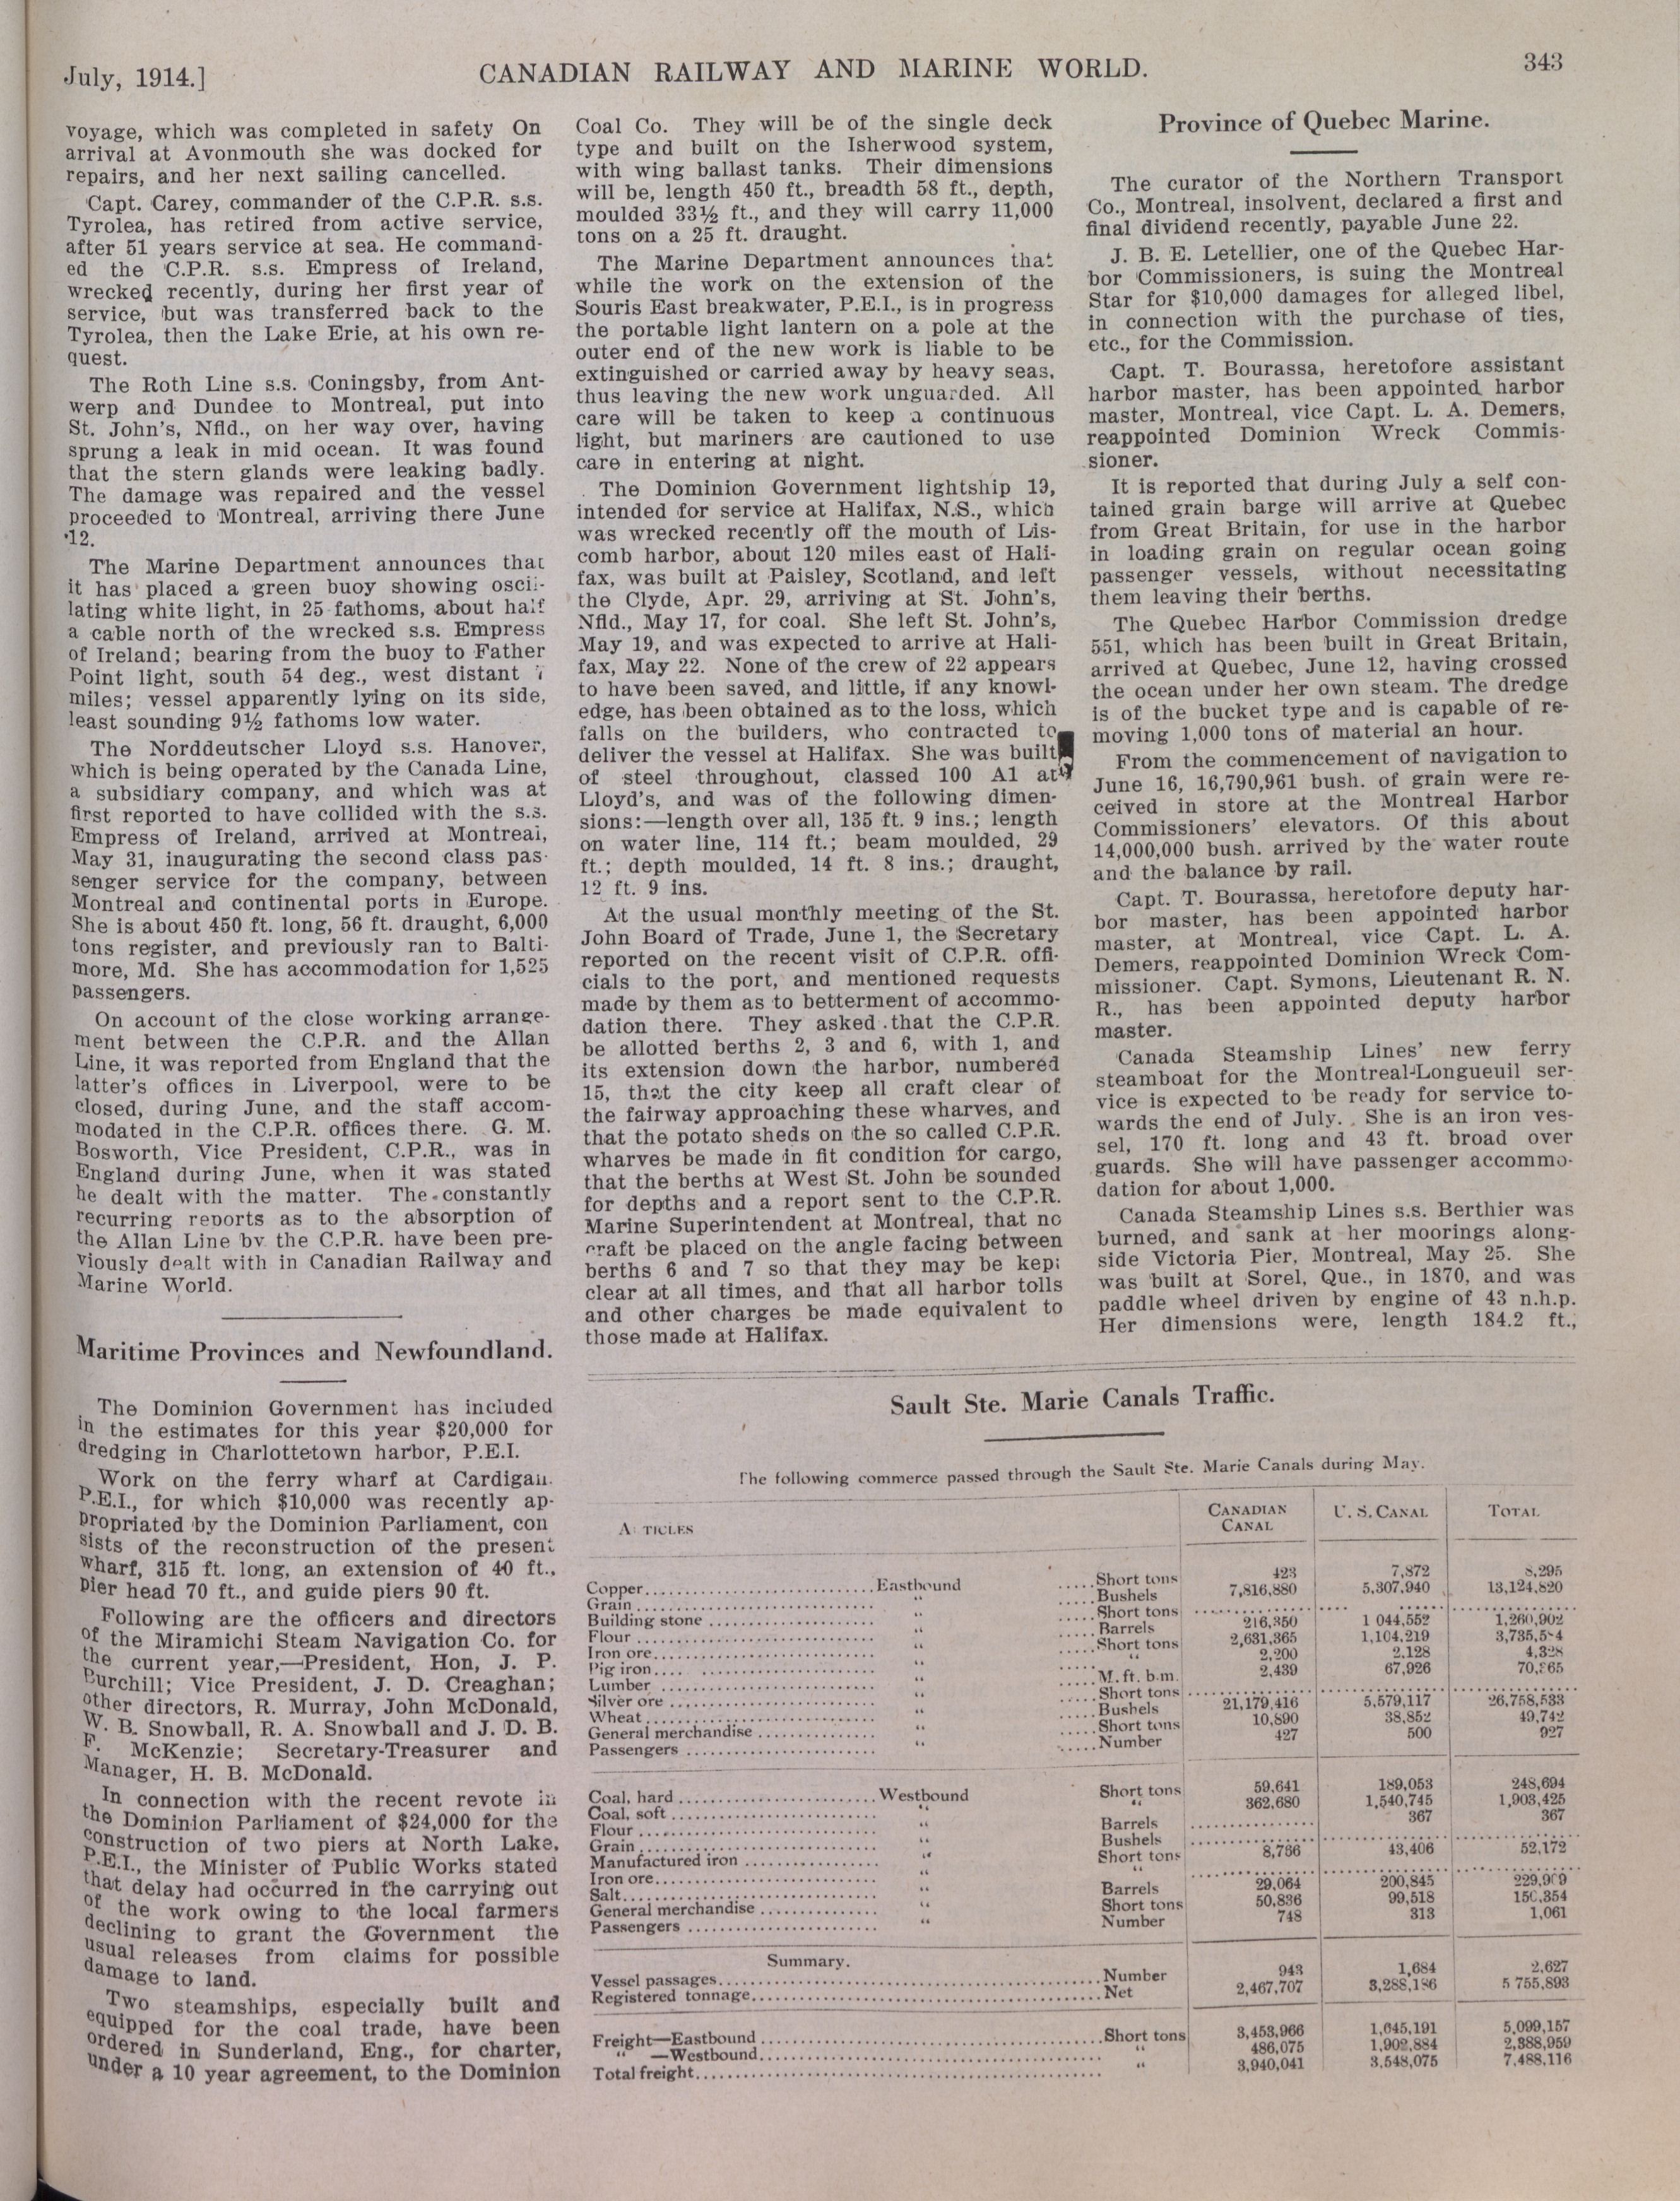 July, 1914.]
CANADIAN RAILWAY AND MARINE WORLD.
343
voyage, which was completed in safety On
arrival at Avonmouth she was docked for
repairs, and her next sailing cancelled.
Capt. Carey, commander of the C.P.R. s.s.
Tyrolea, has retired from active service,
after 51 years service at sea. He command-
ed the C.P.R. s.s. Empress of Ireland,
wrecked recently, during her first year of
service, but was transferred back to the
Tyrolea, then the Lake Erie, at his own re-
quest.
The Roth Line s.s. Coningsby, from Ant-
werp and Dundee to Montreal, put into
St. John's, Nfld., on her way over, having
sprung a leak in mid ocean. It was found
that the stern glands were leaking badly.
The damage was repaired and the vessel
proceeded to Montreal, arriving there June
12.
The Marine Department announces that
it has placed a green buoy showing oscil-
lating white light, in 25 fathoms, about half
a cable north of the wrecked s.s. Empress
of Ireland; bearing from the buoy to Father
Point light, south 54 deg., west distant 7
miles; vessel apparently lying on its side,
least sounding 9½ fathoms low water.
The Norddeutscher Lloyd s.s. Hanover,
which is being operated by the Canada Line,
a subsidiary company, and which was at
first reported to have collided with the s.s.
Empress of Ireland, arrived at Montreal,
May 31, inaugurating the second class pas-
senger service for the company, between
Montreal and continental ports in Europe.
She is about 450 ft. long, 56 ft. draught, 6,000
tons register, and previously ran to Balti-
more, Md. She has accommodation for 1,525
passengers.
On account of the close working arrange-
ment between the C.P.R. and the Allan
Line, it was reported from England that the
latter's offices in Liverpool, were to be
closed, during June, and the staff accom-
modated in the C.P.R. offices there. G. M.
Bosworth, Vice President, C.P.R., was in
England during June, when it was stated
he dealt with the matter. The constantly
recurring reports as to the absorption of
the Allan Line by the C.P.R. have been pre-
viously dealt with in Canadian Railway and
Marine World.
Maritime Provinces and Newfoundland.
The Dominion Government has included
in the estimates for this year $20,000 for
dredging in Charlottetown harbor, P.E.I.
Work on the ferry wharf at Cardigan.
P.E.I., for which $10,000 was recently ap-
propriated by the Dominion Parliament, con
sists of the reconstruction of the present
wharf, 315 ft. long, an extension of 40 ft.,
pier head 70 ft., and guide piers 90 ft.
Following are the officers and directors
of the Miramichi Steam Navigation Co. for
the current year,—President, Hon, J. P.
Burchill; Vice President, J. D. Creaghan;
other directors, R. Murray, John McDonald,
W. B. Snowball, R. A. Snowball and J. D. B.
F. McKenzie; Secretary-Treasurer and
Manager, H. B. McDonald.
In connection with the recent revote in
the Dominion Parliament of $24,000 for the
construction of two piers at North Lake,
P.E.I., the Minister of Public Works stated
that delay had occurred in the carrying out
of the work owing to the local farmers
declining to grant the Government the
usual releases from claims for possible
damage to land.
Two steamships, especially built and
equipped for the coal trade, have been
ordered in Sunderland, Eng., for charter,
under a 10 year agreement, to the Dominion
Coal Co. They will be of the single deck
type and built on the Isherwood system,
with wing ballast tanks. Their dimensions
will be, length 450 ft., breadth 58 ft., depth,
moulded 33½ ft., and they will carry 11,000
tons on a 25 ft. draught.
The Marine Department announces that
while the work on the extension of the
Souris East breakwater, P.E.I., is in progress
the portable light lantern on a pole at the
outer end of the new work is liable to be
extinguished or carried away by heavy seas,
thus leaving the new work unguarded. All
care will be taken to keep a continuous
light, but mariners are cautioned to use
care in entering at night.
The Dominion Government lightship 19,
intended for service at Halifax, N.S., which
was wrecked recently off the mouth of Lis-
comb harbor, about 120 miles east of Hali-
fax, was built at Paisley, Scotland, and left
the Clyde, Apr. 29, arriving at St. John's,
Nfld., May 17, for coal. She left St. John's,
May 19, and was expected to arrive at Hali-
fax, May 22. None of the crew of 22 appears
to have been saved, and little, if any knowl-
edge, has been obtained as to the loss, which
falls on the builders, who contracted to
deliver the vessel at Halifax. She was built
of steel throughout, classed 100 A1 at
Lloyd's, and was of the following dimen-
sions:—length over all, 135 ft. 9 ins.; length
on water line, 114 ft.; beam moulded, 29
ft.; depth moulded, 14 ft. 8 ins.; draught,
12 ft. 9 ins.
At the usual monthly meeting of the St.
John Board of Trade, June 1, the Secretary
reported on the recent visit of C.P.R. offi-
cials to the port, and mentioned requests
made by them as to betterment of accommo-
dation there. They asked that the C.P.R.
be allotted berths 2, 3 and 6, with 1, and
its extension down the harbor, numbered
15, that the city keep all craft clear of
the fairway approaching these wharves, and
that the potato sheds on the so called C.P.R.
wharves be made in fit condition for cargo,
that the berths at West St. John be sounded
for depths and a report sent to the C.P.R.
Marine Superintendent at Montreal, that no
craft be placed on the angle facing between
berths 6 and 7 so that they may be kept
clear at all times, and that all harbor tolls
and other charges be made equivalent to
those made at Halifax.
Province of Quebec Marine.
The curator of the Northern Transport
Co., Montreal, insolvent, declared a first and
final dividend recently, payable June 22.
J. B. E. Letellier, one of the Quebec Har-
bor Commissioners, is suing the Montreal
Star for $10,000 damages for alleged libel,
in connection with the purchase of ties,
etc., for the Commission.
Capt. T. Bourassa, heretofore assistant
harbor master, has been appointed harbor
master, Montreal, vice Capt. L. A. Demers,
reappointed Dominion Wreck Commis-
sioner.
It is reported that during July a self con-
tained grain barge will arrive at Quebec
from Great Britain, for use in the harbor
in loading grain on regular ocean going
passenger vessels, without necessitating
them leaving their berths.
The Quebec Harbor Commission dredge
551, which has been built in Great Britain,
arrived at Quebec, June 12, having crossed
the ocean under her own steam. The dredge
is of the bucket type and is capable of re-
moving 1,000 tons of material an hour.
From the commencement of navigation to
June 16, 16,790,961 bush. of grain were re-
ceived in store at the Montreal Harbor
Commissioners' elevators. Of this about
14,000,000 bush. arrived by the water route
and the balance by rail.
Capt. T. Bourassa, heretofore deputy har-
bor master, has been appointed harbor
master, at Montreal, vice Capt. L. A.
Demers, reappointed Dominion Wreck Com-
missioner. Capt. Symons, Lieutenant R. N.
R., has been appointed deputy harbor
master.
Canada Steamship Lines' new ferry
steamboat for the Montreal-Longueuil ser-
vice is expected to be ready for service to-
wards the end of July. She is an iron ves-
sel, 170 ft. long and 43 ft. broad over
guards. She will have passenger accommo-
dation for about 1,000.
Canada Steamship Lines s.s. Berthier was
burned, and sank at her moorings along-
side Victoria Pier, Montreal, May 25. She
was built at Sorel, Que., in 1870, and was
paddle wheel driven by engine of 43 n.h.p.
Her dimensions were, length 184.2 ft.,
Sault Ste. Marie Canals Traffic.
The following commerce passed through the Sault Ste. Marie Canals during May.
A TICLES CANADIAN CANAL U. S. CANAL TOTAL
Copper Eastbound Short tons 423 7,872 8,295
Grain " Bushels 7,816,880 5,307,940 13,124,820
Building stone " Short tons
Flour " Barrels 216,350 1 044,552 1,260,902
Iron ore " Short tons 2,631,365 1,104,219
Pig iron " " 2,200 2,128 4,328
Lumber " M. ft. b.m. 2,439 67,926
Silver ore " Short tons
Wheat " Bushels 21,179,416 5,579,117 26,758,533
General merchandise " Short tons 10,890 38,852 49,742
Passengers " Number 427 500 927
Coal, hard Westbound Short tons 59,641 189,053 248,694
Coal, soft " " 362,680 1,540,745 1,903,425
Flour " Barrels 367 367
Grain " Bushels
Manufactured iron " Short tons 8,766 43,406 52,172
Iron ore " "
Salt " Barrels 29,064 200,845 229,909
General merchandise " Short tons 50,836 99,518 150,354
Passengers " Number 748 313 1,061
Summary.
Vessel passages Number 943 1,684 2,627
Registered tonnage Net 2,467,707 3,288,186 5 755,893
Freight—Eastbound Short tons 3,453,966 1,645,191 5,099,157
" —Westbound " 486,075 1,902,884 2,388,959
Total freight " 3,940,041 3,548,075 7,488,116